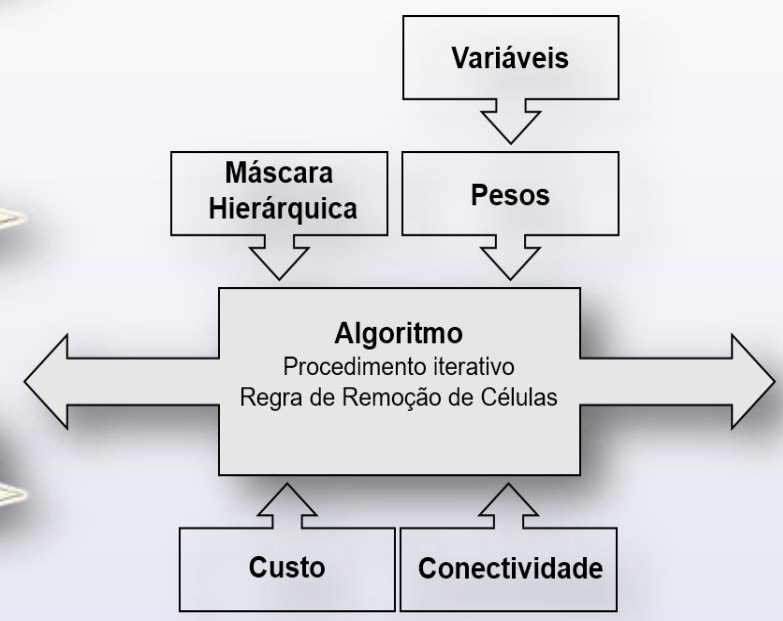 Variáveis
Máscara
Hierárquica
Pesos
Algoritmo
Procedimento iterativo
Regra de Remoção de Células
Custo
Conectividade